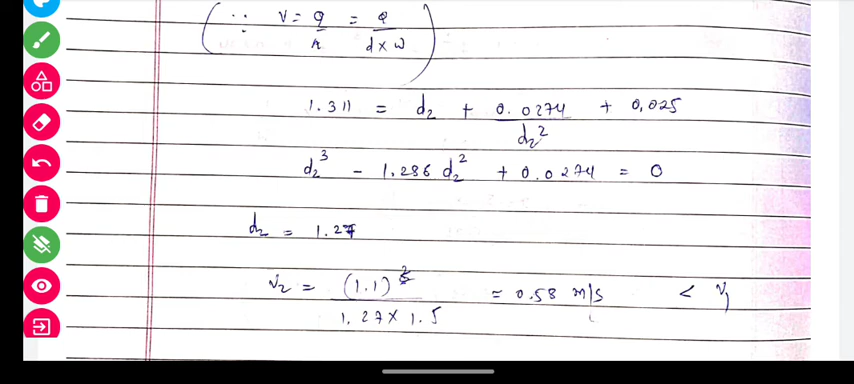 ( ∵ V = Q/A = Q/d×w )
1.311 = d₂ + 0.0274/d₂² + 0.025
d₂³ - 1.286 d₂² + 0.0274 = 0
d₂ = 1.27
v₂ = (1.1)/1.27×1.5 = 0.58 m/s < v₁